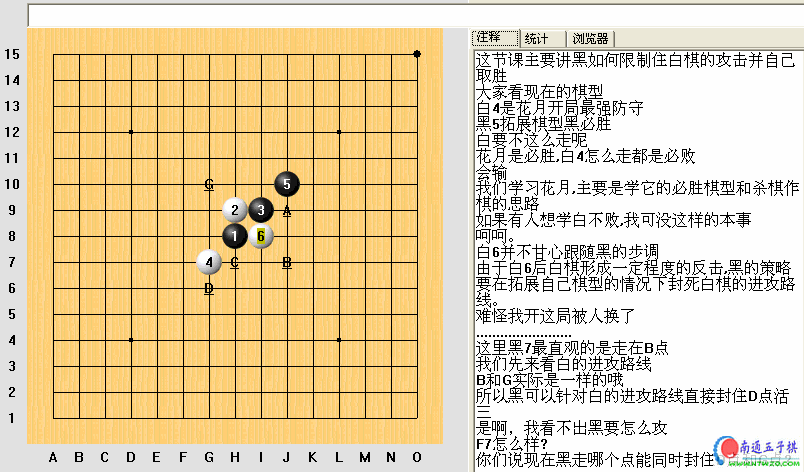 注释 统计 浏览器
这节课主要讲黑如何限制住白棋的攻击并自己
取胜
大家看现在的棋型
白4是花月开局最强防守
黑5拓展棋型黑必胜
白要不这么走呢
花月是必胜,白4怎么走都是必败
会输
我们学习花月,主要是学它的必胜棋型和杀棋作
棋的思路
如果有人想学白不败,我可没这样的本事
呵呵。
白6并不甘心跟随黑的步调
由于白6后白棋形成一定程度的反击,黑的策略
要在拓展自己棋型的情况下封死白棋的进攻路
线。
难怪我开这局被人换了
........................
这里黑7最直观的是走在B点
我们先来看白的进攻路线
B和G实际是一样的哦
所以黑可以针对白的进攻路线直接封住D点活
三
是啊，我看不出黑要怎么攻
F7怎么样?
你们说现在黑走哪个点能同时封住
南通五子棋
WWW.NTWZQ.COM
15
14
13
12
11
10 G 5
9 2 3 A
8 1 6
7 4 C B
6 D
5
4
3
2
1
A B C D E F G H I J K L M N O